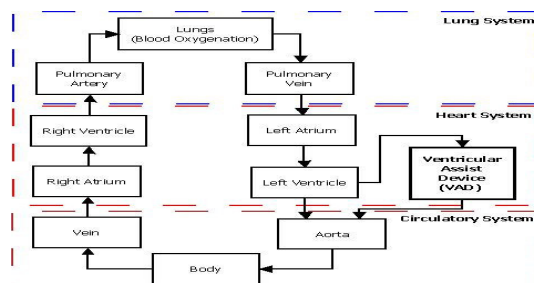 Lung System
Lungs
(Blood Oxygenation)
Pulmonary
Artery
Pulmonary
Vein
Heart System
Right Ventricle
Left Atrium
Ventricular
Assist
Device
(VAD)
Right Atrium
Left Ventricle
Circulatory System
Vein
Aorta
Body